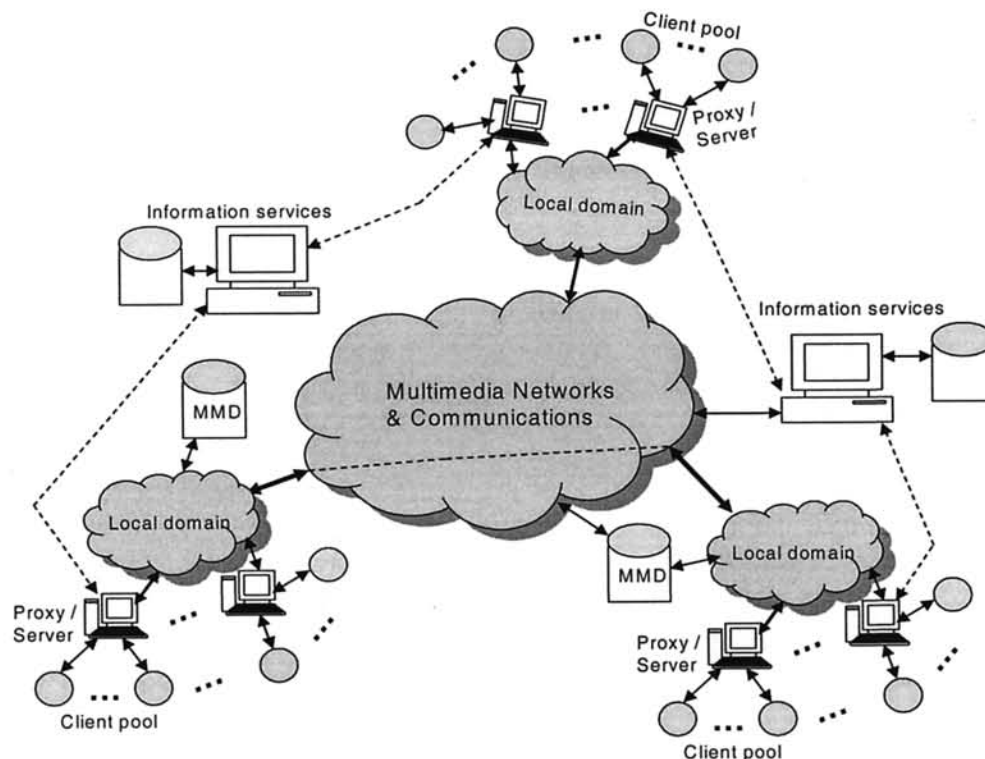 Client pool
Proxy /
Server
Local domain
Information services
Information services
MMD
Multimedia Networks
& Communications
Local domain
Local domain
MMD
Proxy /
Server
Proxy /
Server
Client pool
Client pool